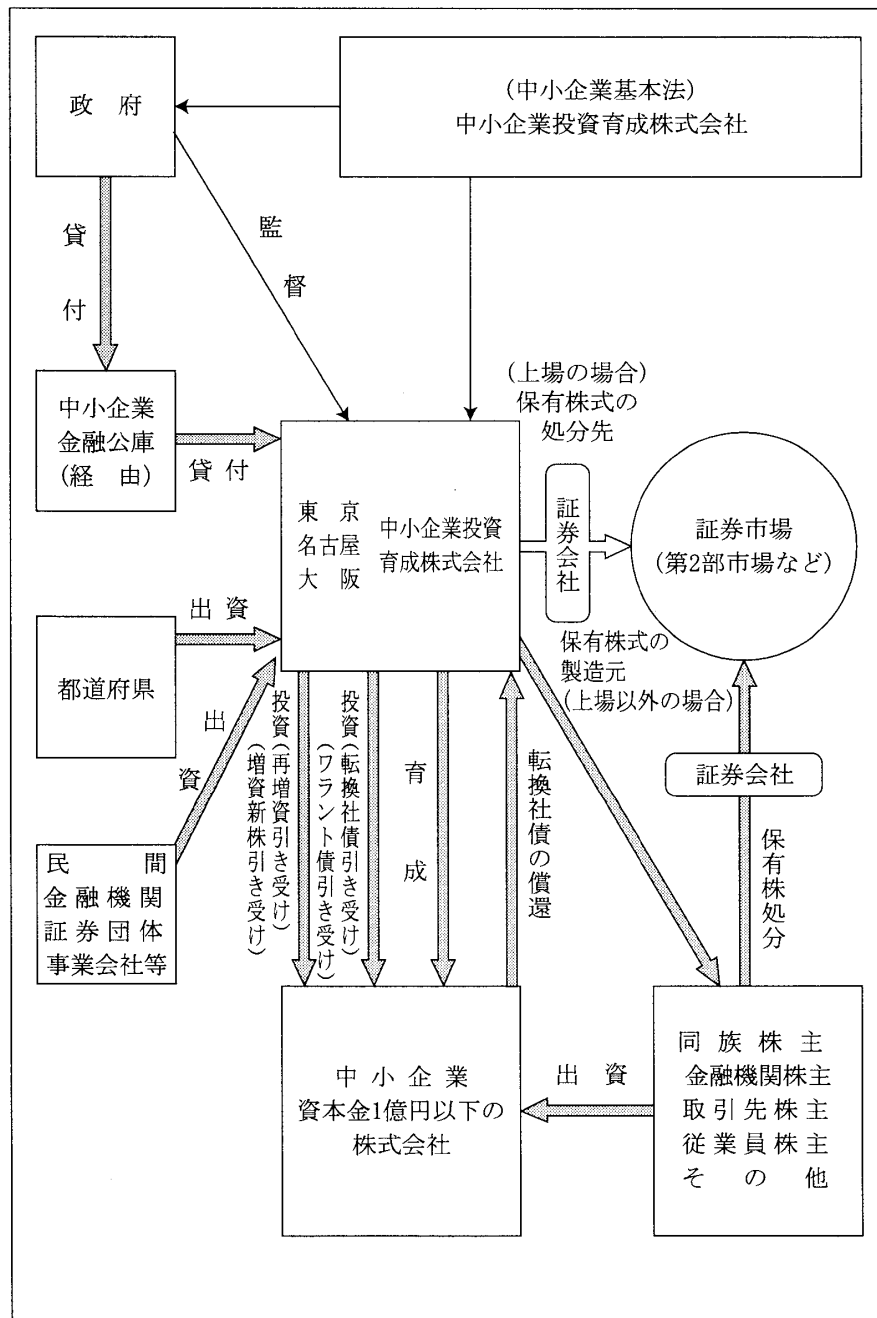 政府
(中小企業基本法)
中小企業投資育成株式会社
貸付
監督
中小企業
金融公庫
(経由)
貸付
(上場の場合)
保有株式の
処分先
東京
名古屋
大阪
中小企業投資
育成株式会社
証券会社
証券市場
(第2部市場など)
都道府県
出資
出資
保有株式の
製造元
(上場以外の場合)
投資(再増資引き受け)
(増資新株引き受け)
投資(転換社債引き受け)
(ワラント債引き受け)
育成
転換社債の償還
証券会社
保有株処分
民間
金融機関
証券団体
事業会社等
中小企業
資本金1億円以下の
株式会社
出資
同族株主
金融機関株主
取引先株主
従業員株主
その他